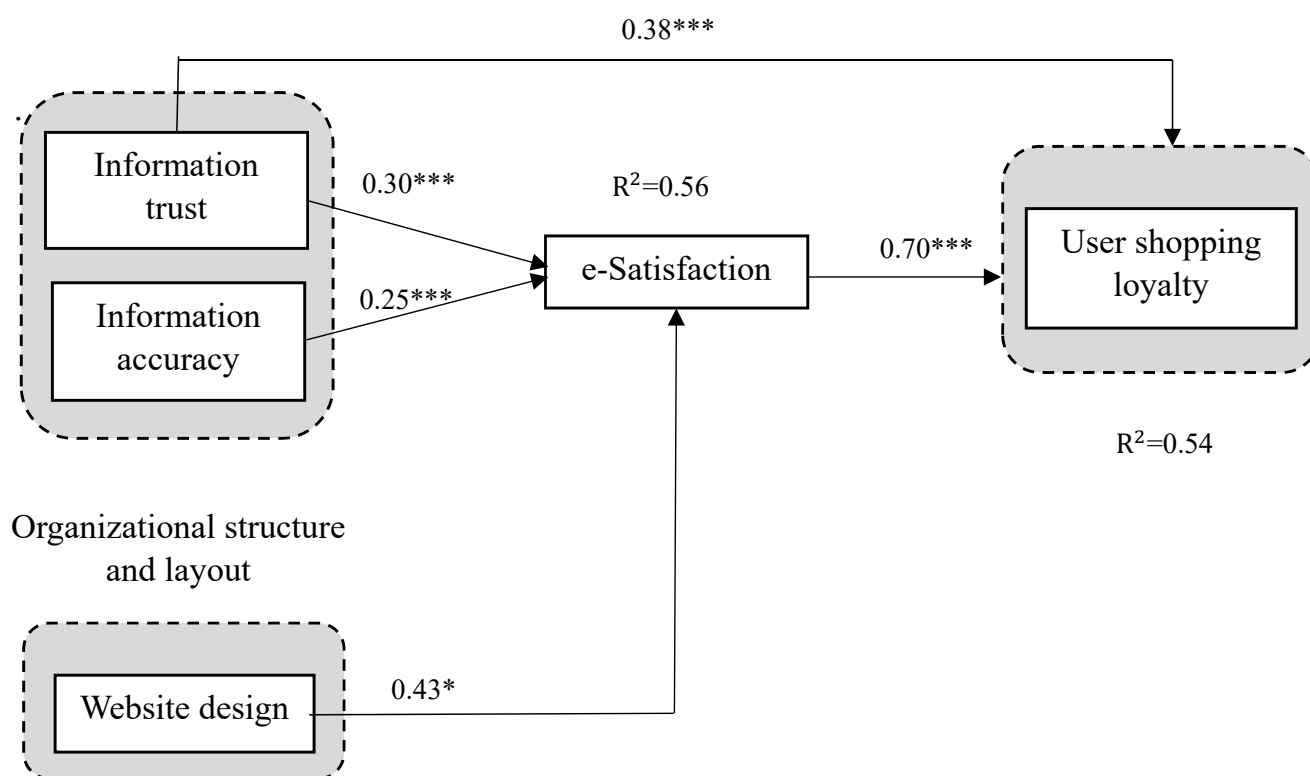 0.38***
.
Information
trust
0.30***
R²=0.56
Information
accuracy
0.25***
e-Satisfaction
0.70***
User shopping
loyalty
R²=0.54
Organizational structure
and layout
Website design
0.43*